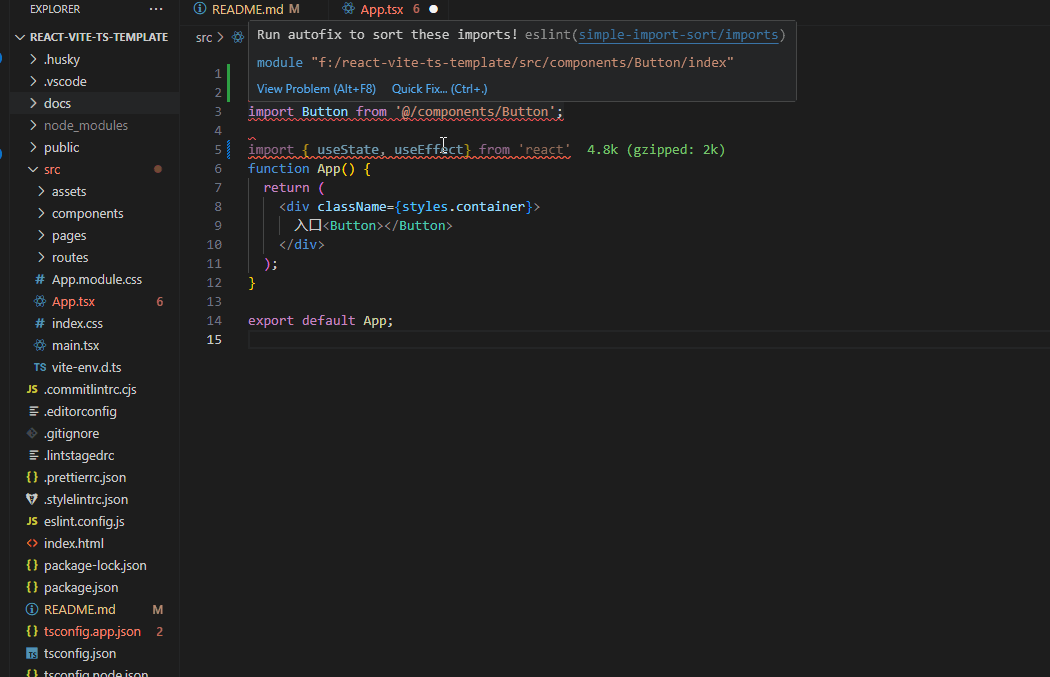 EXPLORER ···
README.md M
App.tsx 6
REACT-VITE-TS-TEMPLATE
src >
Run autofix to sort these imports! eslint(simple-import-sort/imports)
module "f:/react-vite-ts-template/src/components/Button/index"
View Problem (Alt+F8) Quick Fix... (Ctrl+.)
.husky
.vscode
docs
node_modules
public
src
assets
components
pages
routes
# App.module.css
App.tsx 6
# index.css
main.tsx
TS vite-env.d.ts
JS .commitlintrc.cjs
.editorconfig
.gitignore
.lintstagedrc
{} .prettierrc.json
.stylelintrc.json
JS eslint.config.js
<> index.html
{} package-lock.json
{} package.json
README.md M
{} tsconfig.app.json 2
TS tsconfig.json
{} tsconfig.node.json
1
2
3 import Button from '@/components/Button';
4
5 import { useState, useEffect} from 'react' 4.8k (gzipped: 2k)
6 function App() {
7 return (
8 <div className={styles.container}>
9 入口<Button></Button>
10 </div>
11 );
12 }
13
14 export default App;
15